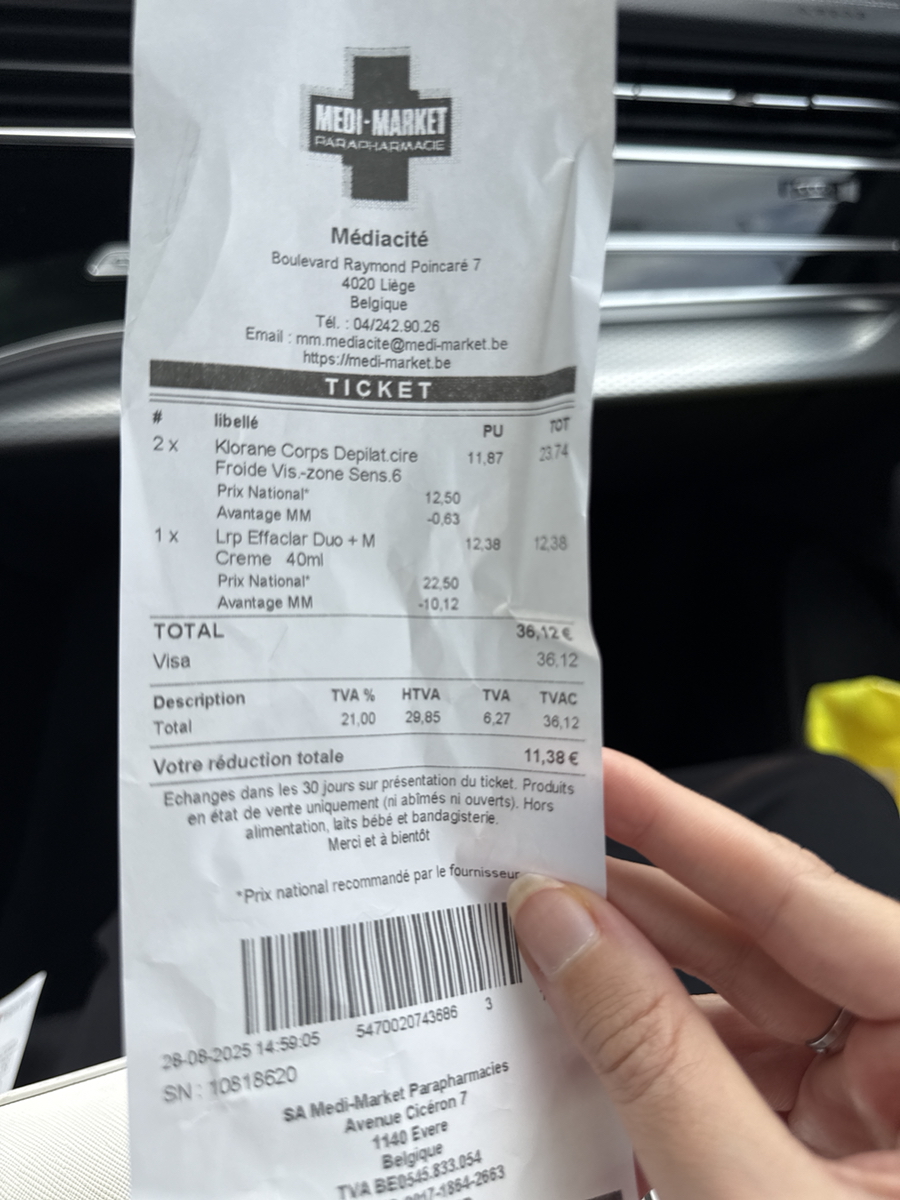 MEDI-MARKET
PARAPHARMACIE
Médiacité
Boulevard Raymond Poincaré 7
4020 Liège
Belgique
Tél. : 04/242.90.26
Email : mm.mediacite@medi-market.be
https://medi-market.be
TICKET
# libellé PU TOT
2 x Klorane Corps Depilat.cire 11,87 23,74
Froide Vis.-zone Sens.6
Prix National* 12,50
Avantage MM -0,63
1 x Lrp Effaclar Duo + M 12,38 12,38
Creme 40ml
Prix National* 22,50
Avantage MM -10,12
TOTAL 36,12 €
Visa 36,12
Description TVA % HTVA TVA TVAC
Total 21,00 29,85 6,27 36,12
Votre réduction totale 11,38 €
Echanges dans les 30 jours sur présentation du ticket. Produits
en état de vente uniquement (ni abîmés ni ouverts). Hors
alimentation, laits bébé et bandagisterie.
Merci et à bientôt
*Prix national recommandé par le fournisseur
28-08-2025 14:59:05 5470020743686 3
SN : 10818620
SA Medi-Market Parapharmacies
Avenue Cicéron 7
1140 Evere
Belgique
TVA BE0545.833.054
-1864-2663